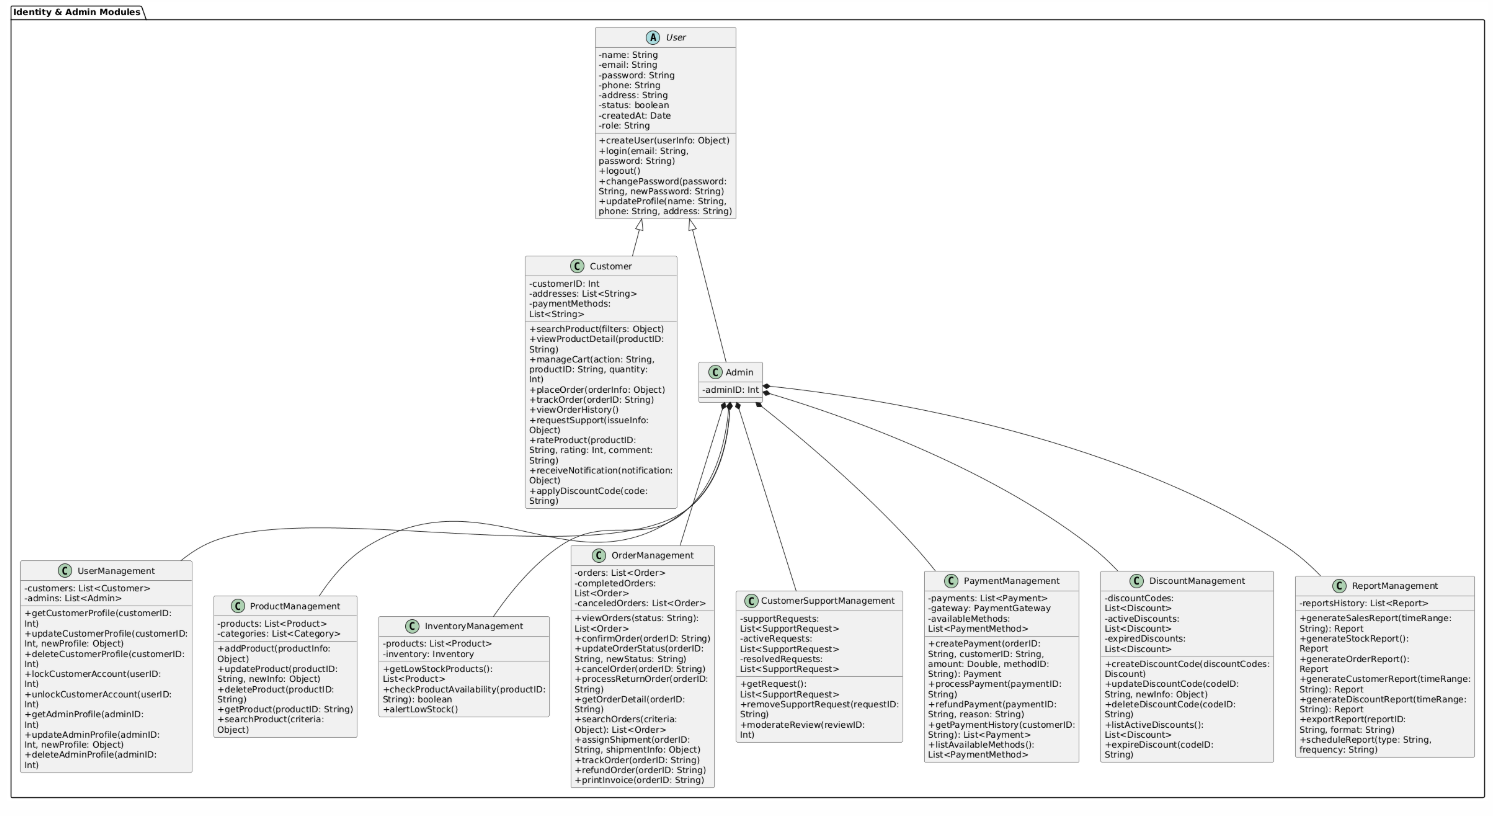 Identity & Admin Modules
A User
-name: String
-email: String
-password: String
-phone: String
-address: String
-status: boolean
-createdAt: Date
-role: String
+createUser(userInfo: Object)
+login(email: String,
password: String)
+logout()
+changePassword(password:
String, newPassword: String)
+updateProfile(name: String,
phone: String, address: String)
C Customer
-customerID: Int
-addresses: List<String>
-paymentMethods:
List<String>
+searchProduct(filters: Object)
+viewProductDetail(productID:
String)
+manageCart(action: String,
productID: String, quantity:
Int)
+placeOrder(orderInfo: Object)
+trackOrder(orderID: String)
+viewOrderHistory()
+requestSupport(issueInfo:
Object)
+rateProduct(productID:
String, rating: Int, comment:
String)
+receiveNotification(notification:
Object)
+applyDiscountCode(code:
String)
C Admin
-adminID: Int
C UserManagement
-customers: List<Customer>
-admins: List<Admin>
+getCustomerProfile(customerID:
Int)
+updateCustomerProfile(customerID:
Int, newProfile: Object)
+deleteCustomerProfile(customerID:
Int)
+lockCustomerAccount(userID:
Int)
+unlockCustomerAccount(userID:
Int)
+getAdminProfile(adminID:
Int)
+updateAdminProfile(adminID:
Int, newProfile: Object)
+deleteAdminProfile(adminID:
Int)
C ProductManagement
-products: List<Product>
-categories: List<Category>
+addProduct(productInfo:
Object)
+updateProduct(productID:
String, newInfo: Object)
+deleteProduct(productID:
String)
+getProduct(productID: String)
+searchProduct(criteria:
Object)
C InventoryManagement
-products: List<Product>
-inventory: Inventory
+getLowStockProducts():
List<Product>
+checkProductAvailability(productID:
String): boolean
+alertLowStock()
C OrderManagement
-orders: List<Order>
-completedOrders:
List<Order>
-canceledOrders: List<Order>
+viewOrders(status: String):
List<Order>
+confirmOrder(orderID: String)
+updateOrderStatus(orderID:
String, newStatus: String)
+cancelOrder(orderID: String)
+processReturnOrder(orderID:
String)
+getOrderDetail(orderID:
String)
+searchOrders(criteria:
Object): List<Order>
+assignShipment(orderID:
String, shipmentInfo: Object)
+trackOrder(orderID: String)
+refundOrder(orderID: String)
+printInvoice(orderID: String)
C CustomerSupportManagement
-supportRequests:
List<SupportRequest>
-activeRequests:
List<SupportRequest>
-resolvedRequests:
List<SupportRequest>
+getRequest():
List<SupportRequest>
+removeSupportRequest(requestID:
String)
+moderateReview(reviewID:
Int)
C PaymentManagement
-payments: List<Payment>
-gateway: PaymentGateway
-availableMethods:
List<PaymentMethod>
+createPayment(orderID:
String, customerID: String,
amount: Double, methodID:
String): Payment
+processPayment(paymentID:
String)
+refundPayment(paymentID:
String, reason: String)
+getPaymentHistory(customerID:
String): List<Payment>
+listAvailableMethods():
List<PaymentMethod>
C DiscountManagement
-discountCodes:
List<Discount>
-activeDiscounts:
List<Discount>
-expiredDiscounts:
List<Discount>
+createDiscountCode(discountCodes:
Discount)
+updateDiscountCode(codeID:
String, newInfo: Object)
+deleteDiscountCode(codeID:
String)
+listActiveDiscounts():
List<Discount>
+expireDiscount(codeID:
String)
C ReportManagement
-reportsHistory: List<Report>
+generateSalesReport(timeRange:
String): Report
+generateStockReport():
Report
+generateOrderReport():
Report
+generateCustomerReport(timeRange:
String): Report
+generateDiscountReport(timeRange:
String): Report
+exportReport(reportID:
String, format: String)
+scheduleReport(type: String,
frequency: String)